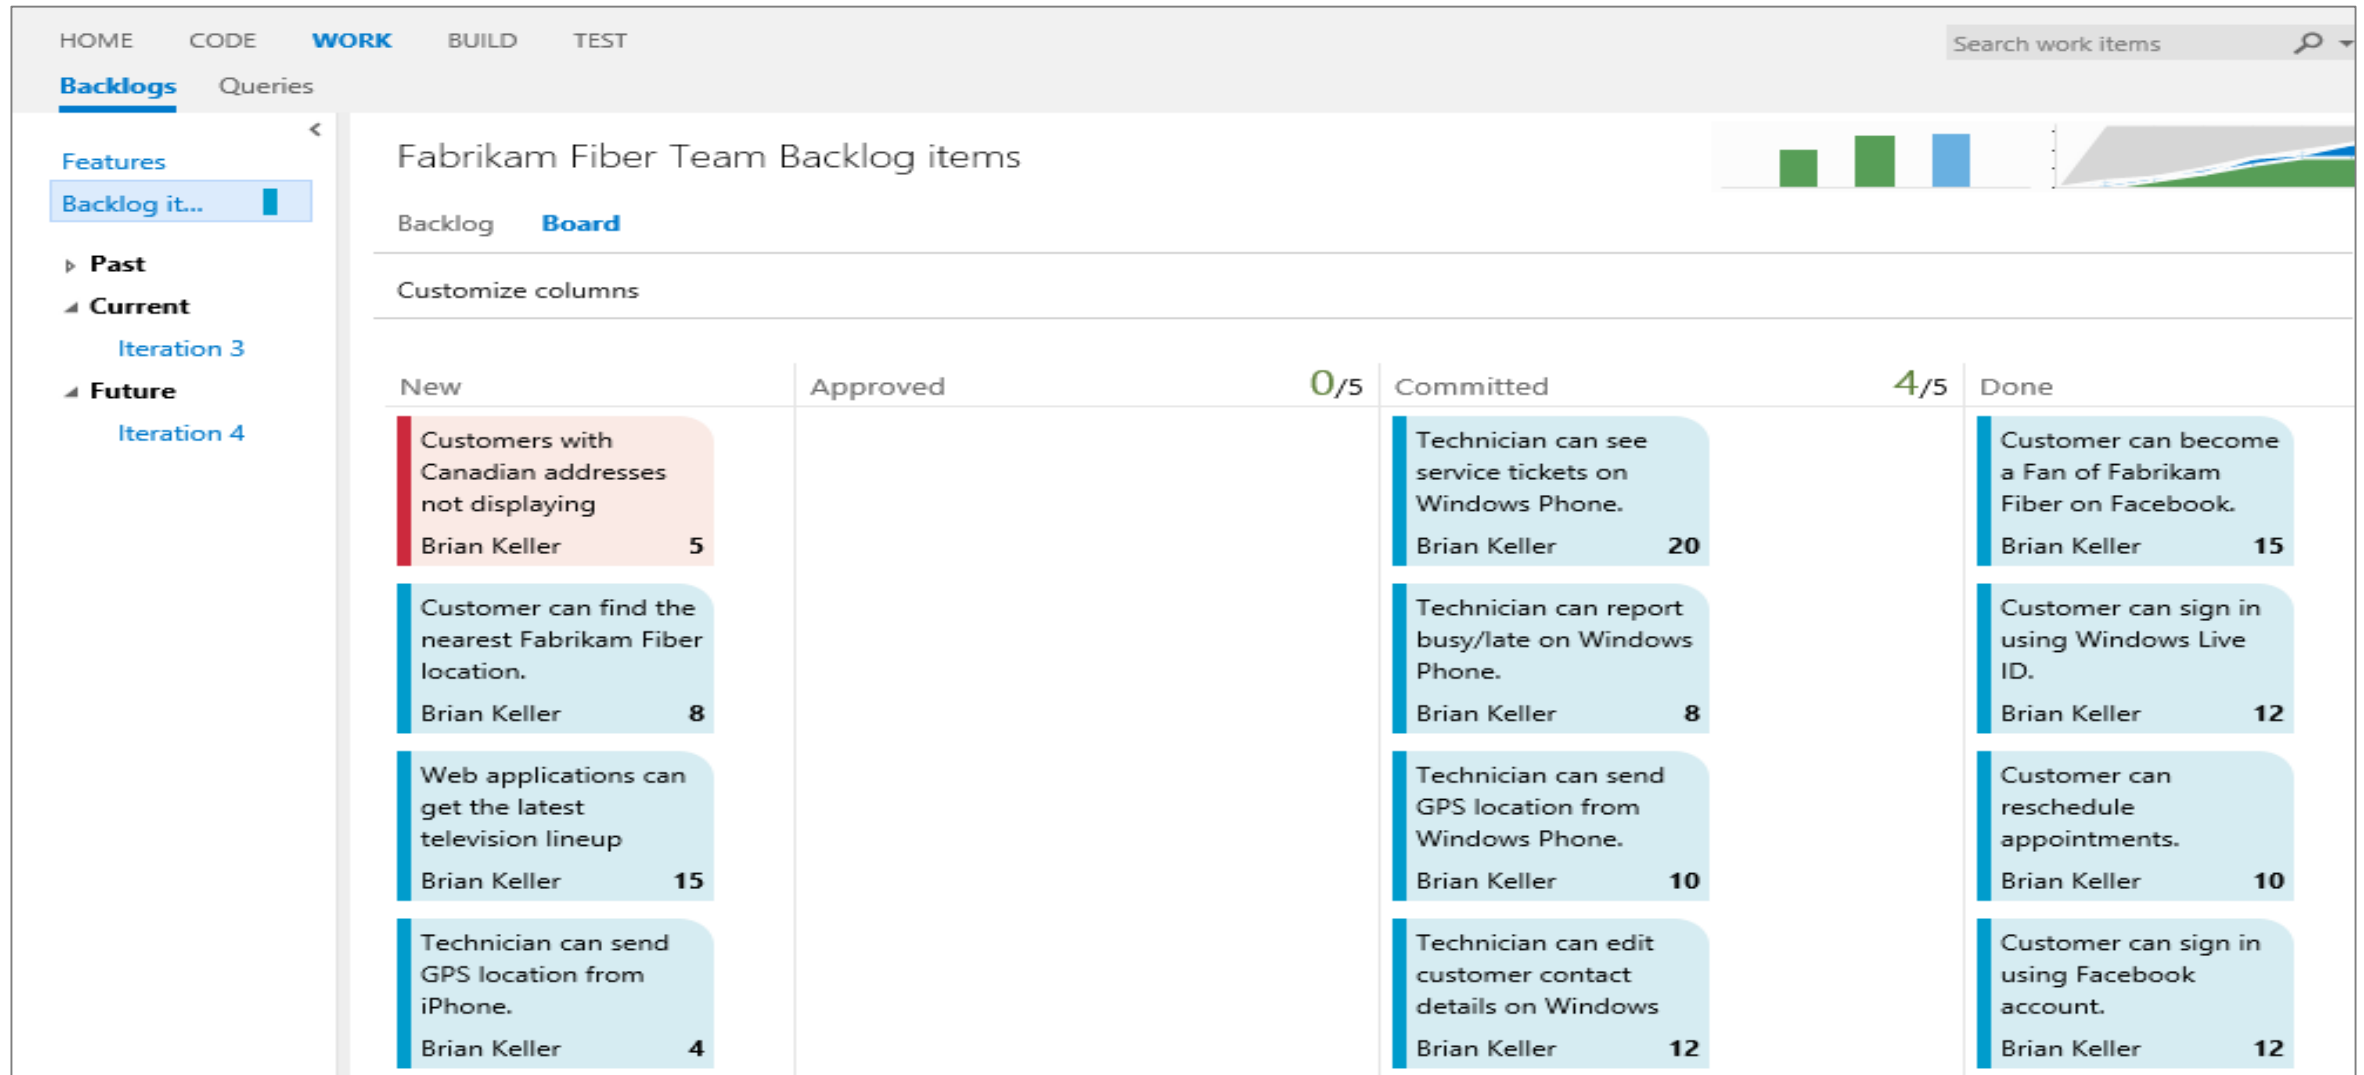 HOME CODE WORK BUILD TEST
Search work items
Backlogs Queries
Features
Backlog it...
Past
Current
Iteration 3
Future
Iteration 4
Fabrikam Fiber Team Backlog items
Backlog Board
Customize columns
New
Customers with
Canadian addresses
not displaying
Brian Keller 5
Customer can find the
nearest Fabrikam Fiber
location.
Brian Keller 8
Web applications can
get the latest
television lineup
Brian Keller 15
Technician can send
GPS location from
iPhone.
Brian Keller 4
Approved 0/5
Committed 4/5
Technician can see
service tickets on
Windows Phone.
Brian Keller 20
Technician can report
busy/late on Windows
Phone.
Brian Keller 8
Technician can send
GPS location from
Windows Phone.
Brian Keller 10
Technician can edit
customer contact
details on Windows
Brian Keller 12
Done
Customer can become
a Fan of Fabrikam
Fiber on Facebook.
Brian Keller 15
Customer can sign in
using Windows Live
ID.
Brian Keller 12
Customer can
reschedule
appointments.
Brian Keller 10
Customer can sign in
using Facebook
account.
Brian Keller 12